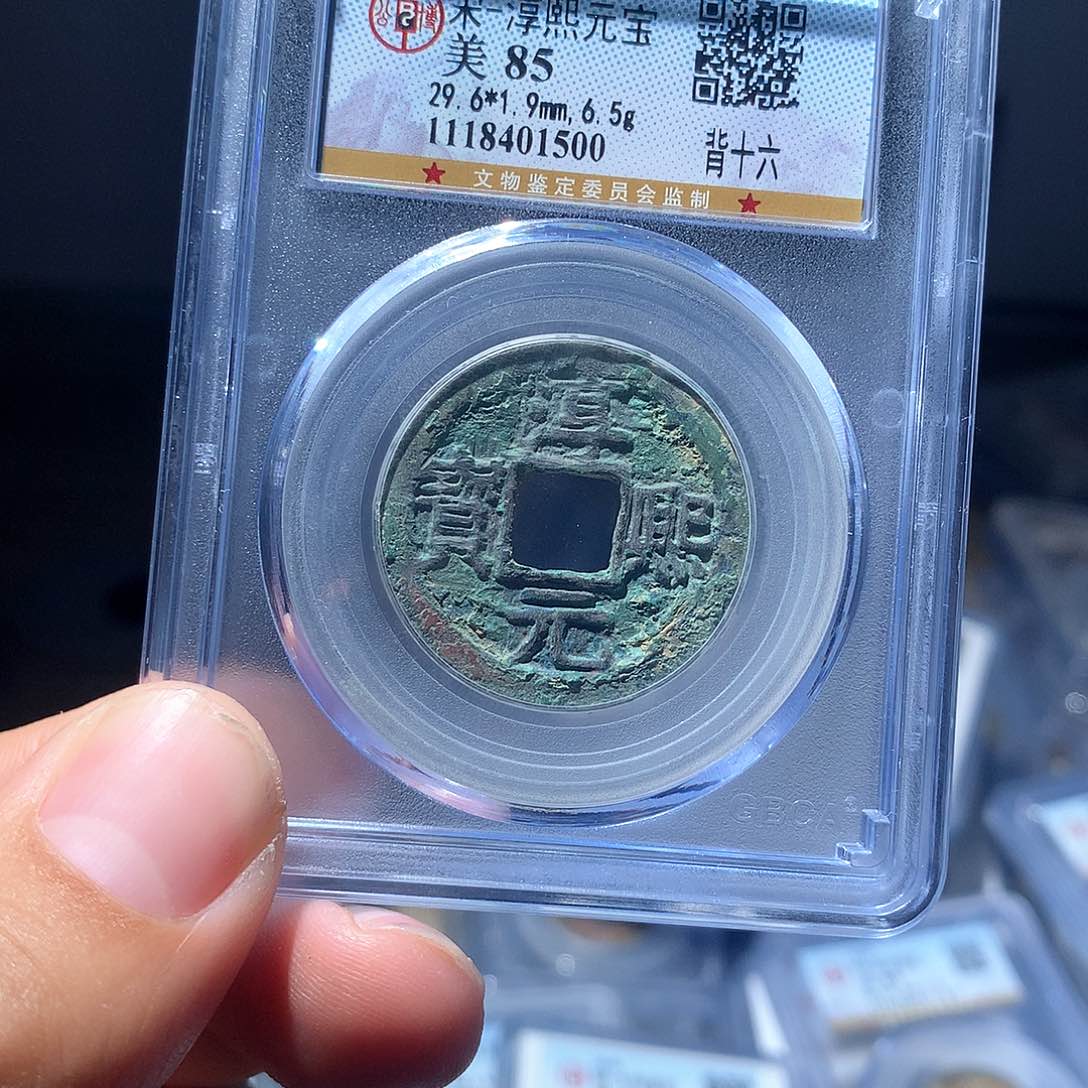 宋-淳熙元宝
美 85
29.6*1.9mm,6.5g
1118401500
背十六
文物鉴定委员会监制
淳
熙
元
寶
GBCA